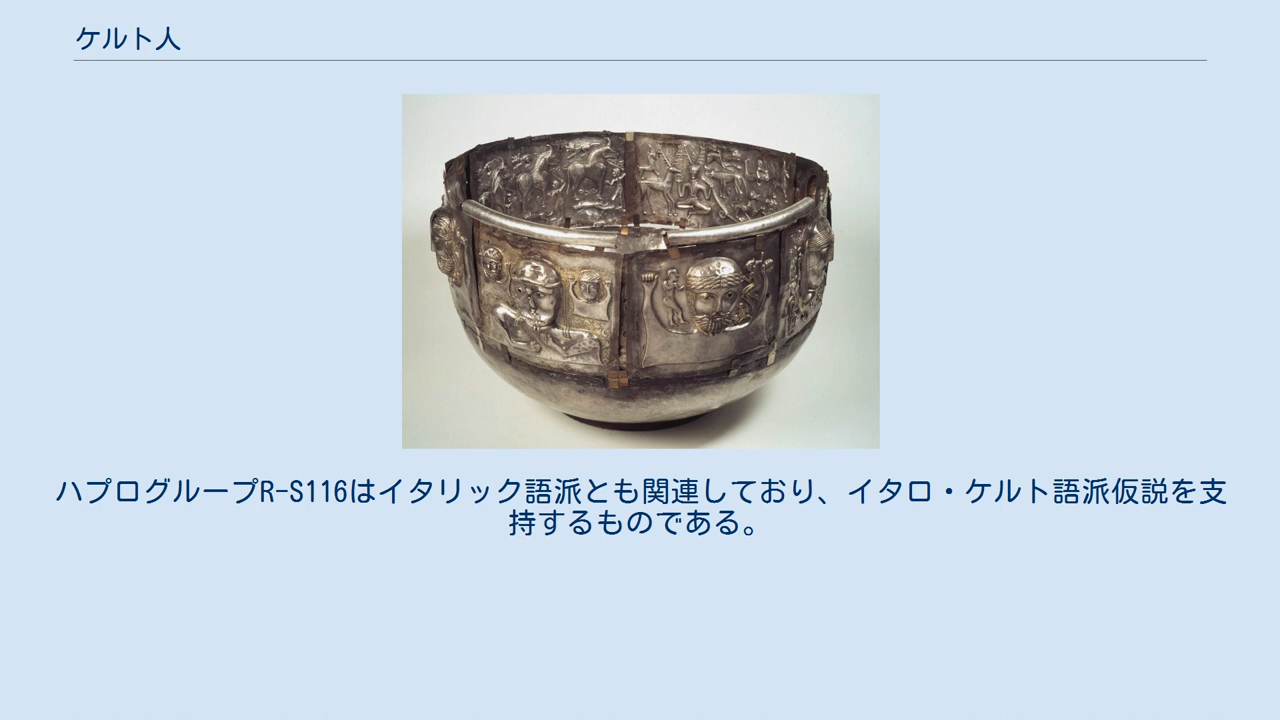 ケルト人
ハプログループR-S116はイタリック語派とも関連しており、イタロ・ケルト語派仮説を支
持するものである。